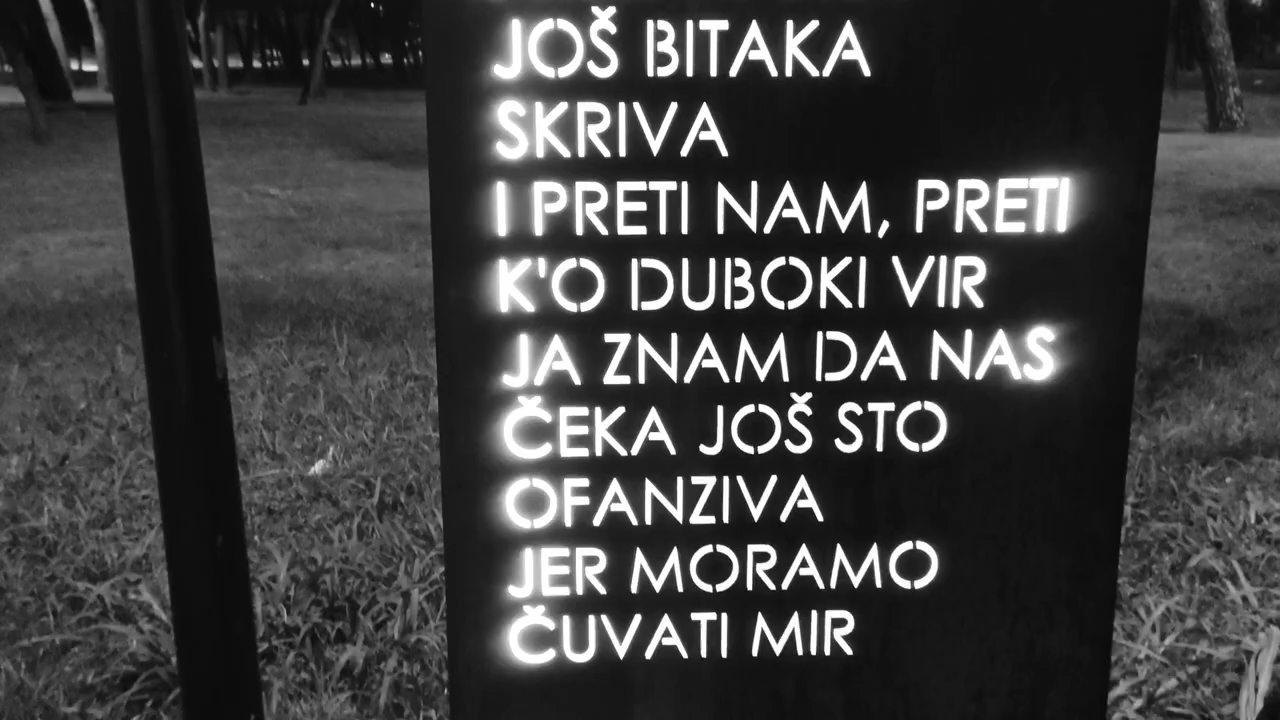 JOŠ BITAKA
SKRIVA
I PRETI NAM, PRETI
K'O DUBOKI VIR
JA ZNAM DA NAS
ČEKA JOŠ STO
OFANZIVA
JER MORAMO
ČUVATI MIR